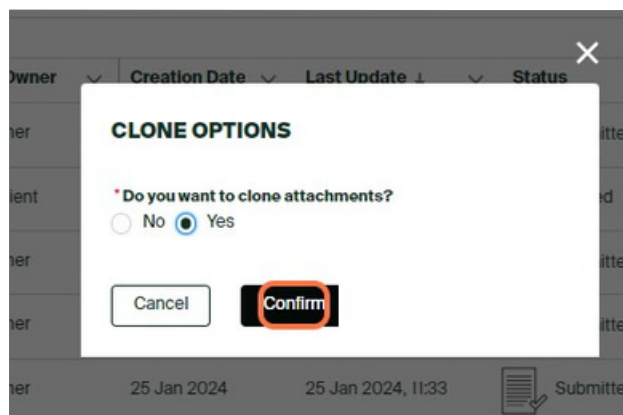 Creation Date Last Update ↓ Status
CLONE OPTIONS
*Do you want to clone attachments?
No Yes
Cancel Confirm
25 Jan 2024 25 Jan 2024, 11:33